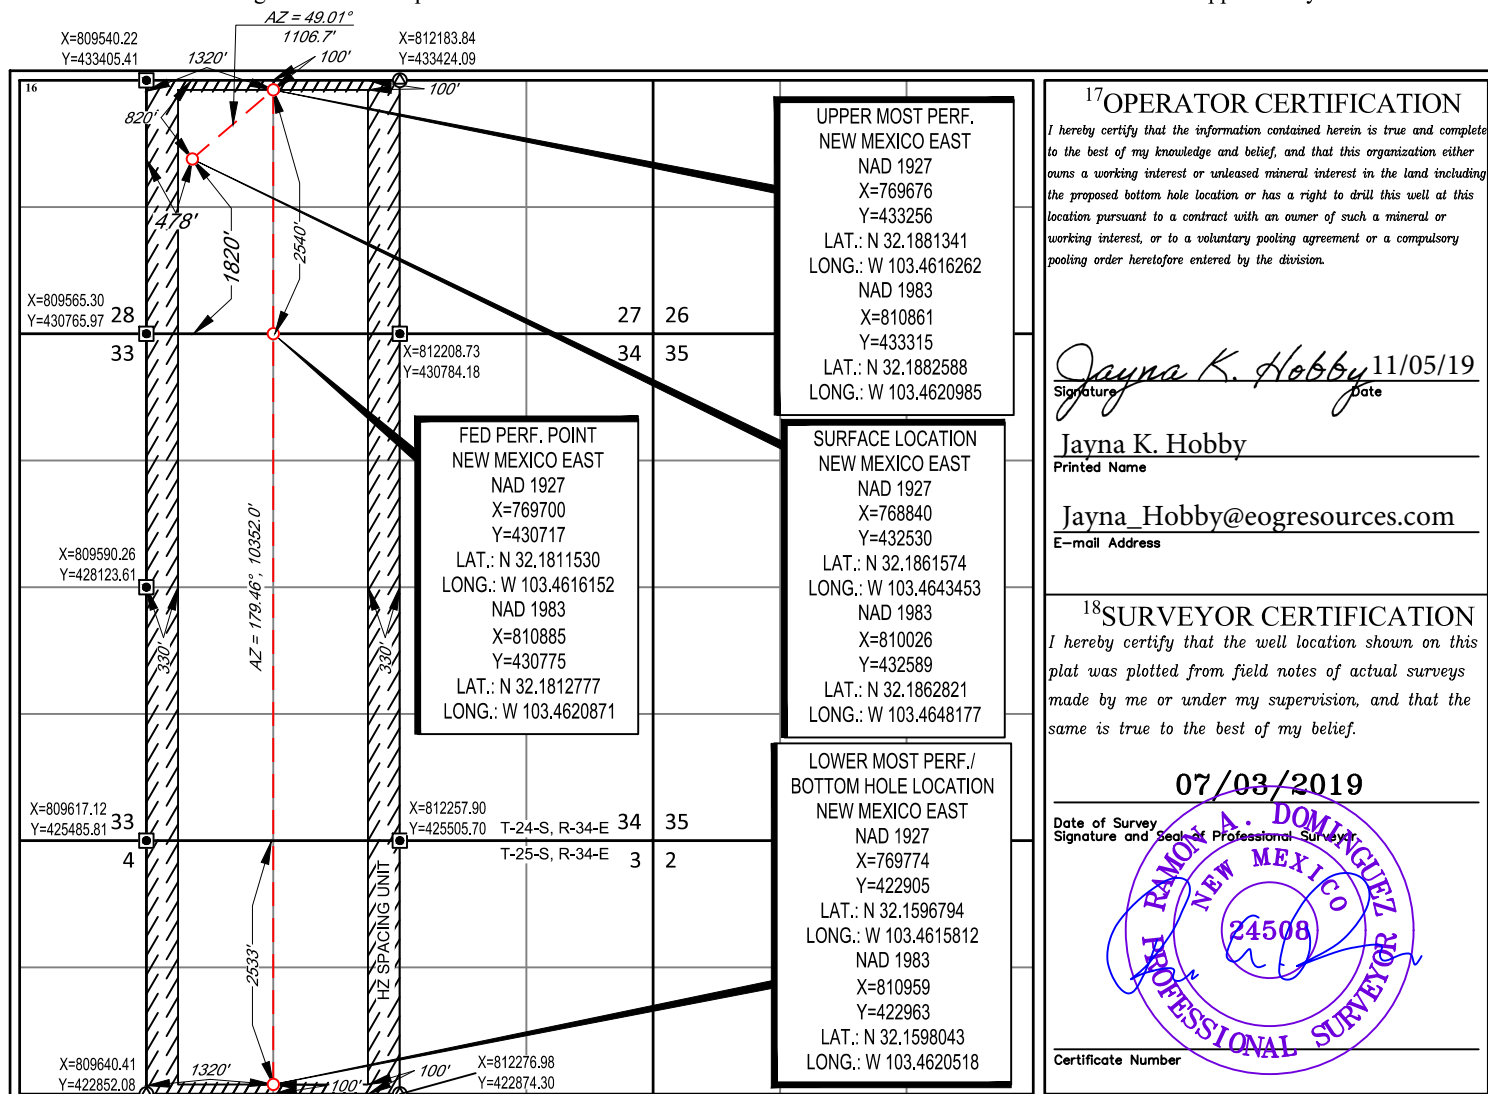 AZ = 49.01°
1106.7'
X=809540.22
Y=433405.41
1320'
100'
X=812183.84
Y=433424.09
100'
16
820'
478'
1820'
2540'
X=809565.30
Y=430765.97
28
33
27
26
34
35
X=812208.73
Y=430784.18
UPPER MOST PERF.
NEW MEXICO EAST
NAD 1927
X=769676
Y=433256
LAT.: N 32.1881341
LONG.: W 103.4616262
NAD 1983
X=810861
Y=433315
LAT.: N 32.1882588
LONG.: W 103.4620985
FED PERF. POINT
NEW MEXICO EAST
NAD 1927
X=769700
Y=430717
LAT.: N 32.1811530
LONG.: W 103.4616152
NAD 1983
X=810885
Y=430775
LAT.: N 32.1812777
LONG.: W 103.4620871
SURFACE LOCATION
NEW MEXICO EAST
NAD 1927
X=768840
Y=432530
LAT.: N 32.1861574
LONG.: W 103.4643453
NAD 1983
X=810026
Y=432589
LAT.: N 32.1862821
LONG.: W 103.4648177
X=809590.26
Y=428123.61
AZ = 179.46°, 10352.0'
330'
330'
X=809617.12
Y=425485.81
33
4
X=812257.90
Y=425505.70
T-24-S, R-34-E
T-25-S, R-34-E
34
35
3
2
LOWER MOST PERF./
BOTTOM HOLE LOCATION
NEW MEXICO EAST
NAD 1927
X=769774
Y=422905
LAT.: N 32.1596794
LONG.: W 103.4615812
NAD 1983
X=810959
Y=422963
LAT.: N 32.1598043
LONG.: W 103.4620518
2533'
HZ SPACING UNIT
X=809640.41
Y=422852.08
1320'
100'
100'
X=812276.98
Y=422874.30
17OPERATOR CERTIFICATION
I hereby certify that the information contained herein is true and complete
to the best of my knowledge and belief, and that this organization either
owns a working interest or unleased mineral interest in the land including
the proposed bottom hole location or has a right to drill this well at this
location pursuant to a contract with an owner of such a mineral or
working interest, or to a voluntary pooling agreement or a compulsory
pooling order heretofore entered by the division.
Jayna K. Hobby 11/05/19
Signature Date
Jayna K. Hobby
Printed Name
Jayna_Hobby@eogresources.com
E-mail Address
18SURVEYOR CERTIFICATION
I hereby certify that the well location shown on this
plat was plotted from field notes of actual surveys
made by me or under my supervision, and that the
same is true to the best of my belief.
07/03/2019
Date of Survey
Signature and Seal of Professional Surveyor
RAMON A. DOMINGUEZ
NEW MEXICO
24508
PROFESSIONAL SURVEYOR
Certificate Number